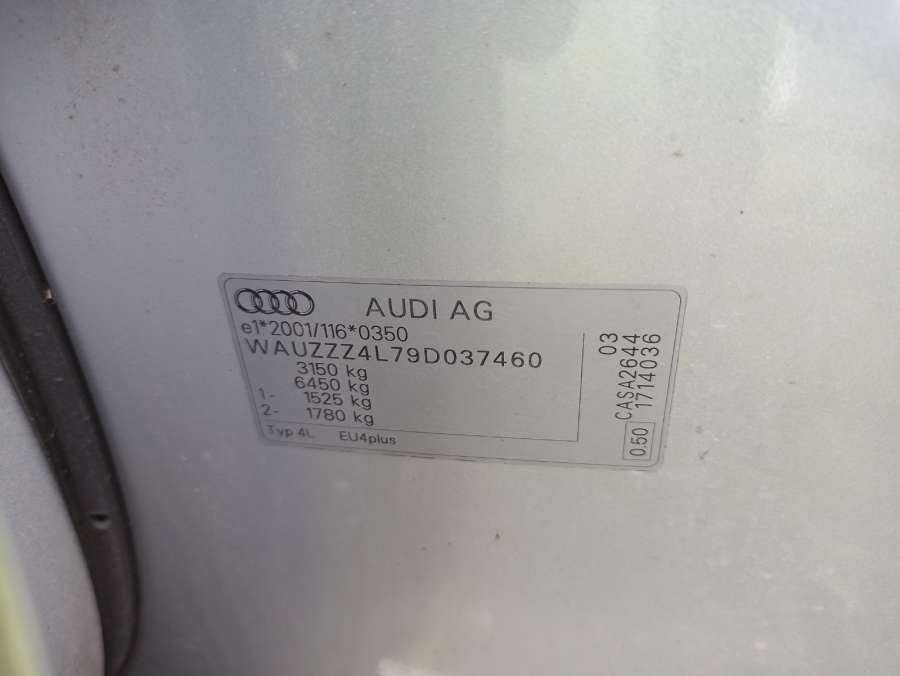 AUDI AG
e1*2001/116*0350
WAUZZZ4L79D037460
3150 kg
6450 kg
1- 1525 kg
2- 1780 kg
Typ 4L EU4plus
03
CASA2644
0.50 1714036